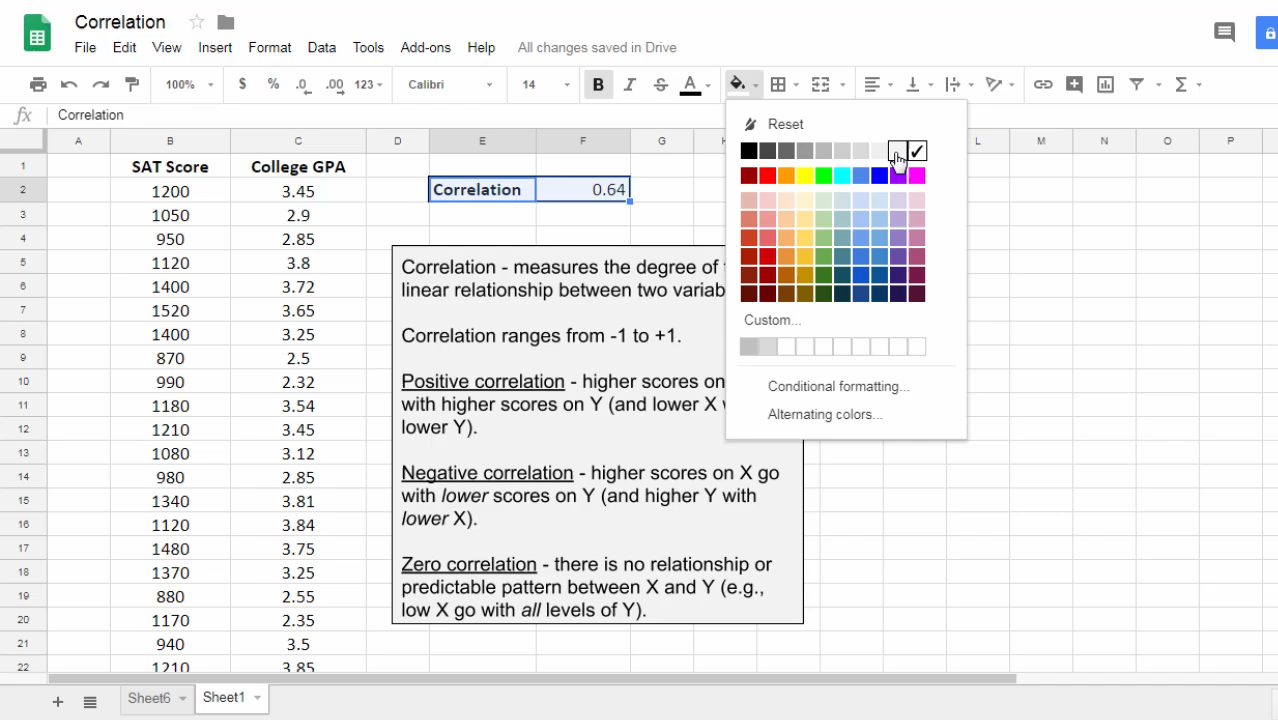 Correlation
File Edit View Insert Format Data Tools Add-ons Help All changes saved in Drive
100% $ % .0 .00 123 Calibri 14 B I S A Σ
fx Correlation
A B C D E F G H L M N O P
Reset
1 SAT Score College GPA
2 1200 3.45 Correlation 0.64
3 1050 2.9
4 950 2.85
5 1120 3.8 Correlation - measures the degree of
6 1400 3.72 linear relationship between two
7 1520 3.65
8 1400 3.25 Correlation ranges from -1 to +1. Custom...
9 870 2.5
10 990 2.32 Positive correlation - higher scores on Conditional formatting...
11 1180 3.54 with higher scores on Y (and lower X Alternating colors...
12 1210 3.45 lower Y).
13 1080 3.12
14 980 2.85 Negative correlation - higher scores on X go
15 1340 3.81 with lower scores on Y (and higher Y with
16 1120 3.84 lower X).
17 1480 3.75
18 1370 3.25 Zero correlation - there is no relationship or
19 880 2.55 predictable pattern between X and Y (e.g.,
20 1170 2.35 low X go with all levels of Y).
21 940 3.5
22 1210 3.85
Sheet6 Sheet1